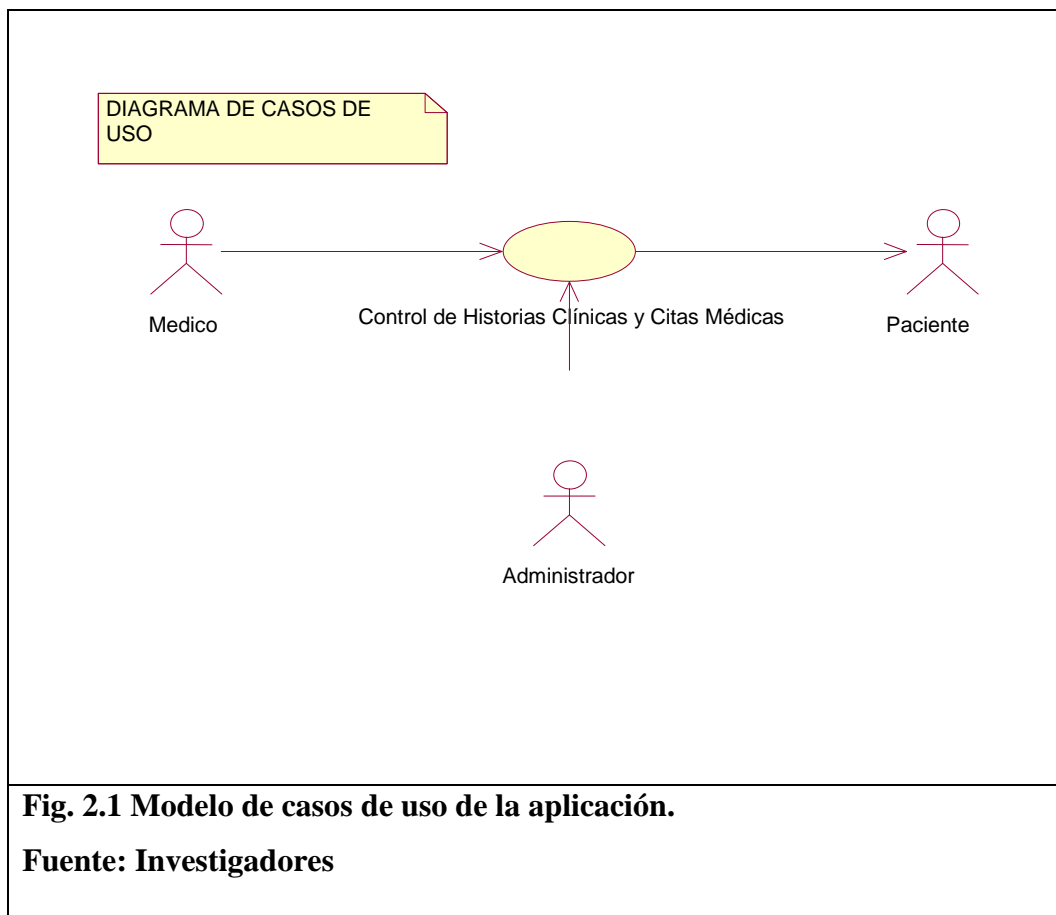 DIAGRAMA DE CASOS DE
USO
Medico
Control de Historias Clínicas y Citas Médicas
Paciente
Administrador
Fig. 2.1 Modelo de casos de uso de la aplicación.
Fuente: Investigadores